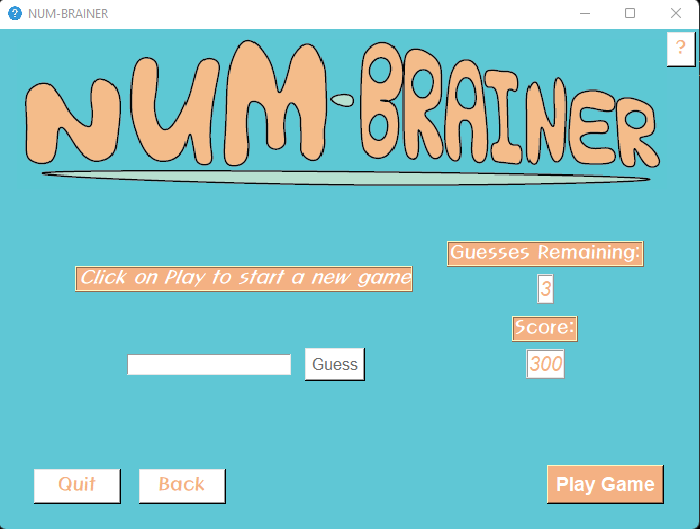 NUM-BRAINER
?
NUM-BRAINER
Guesses Remaining:
Click on Play to start a new game
3
Score:
Guess
300
Quit
Back
Play Game